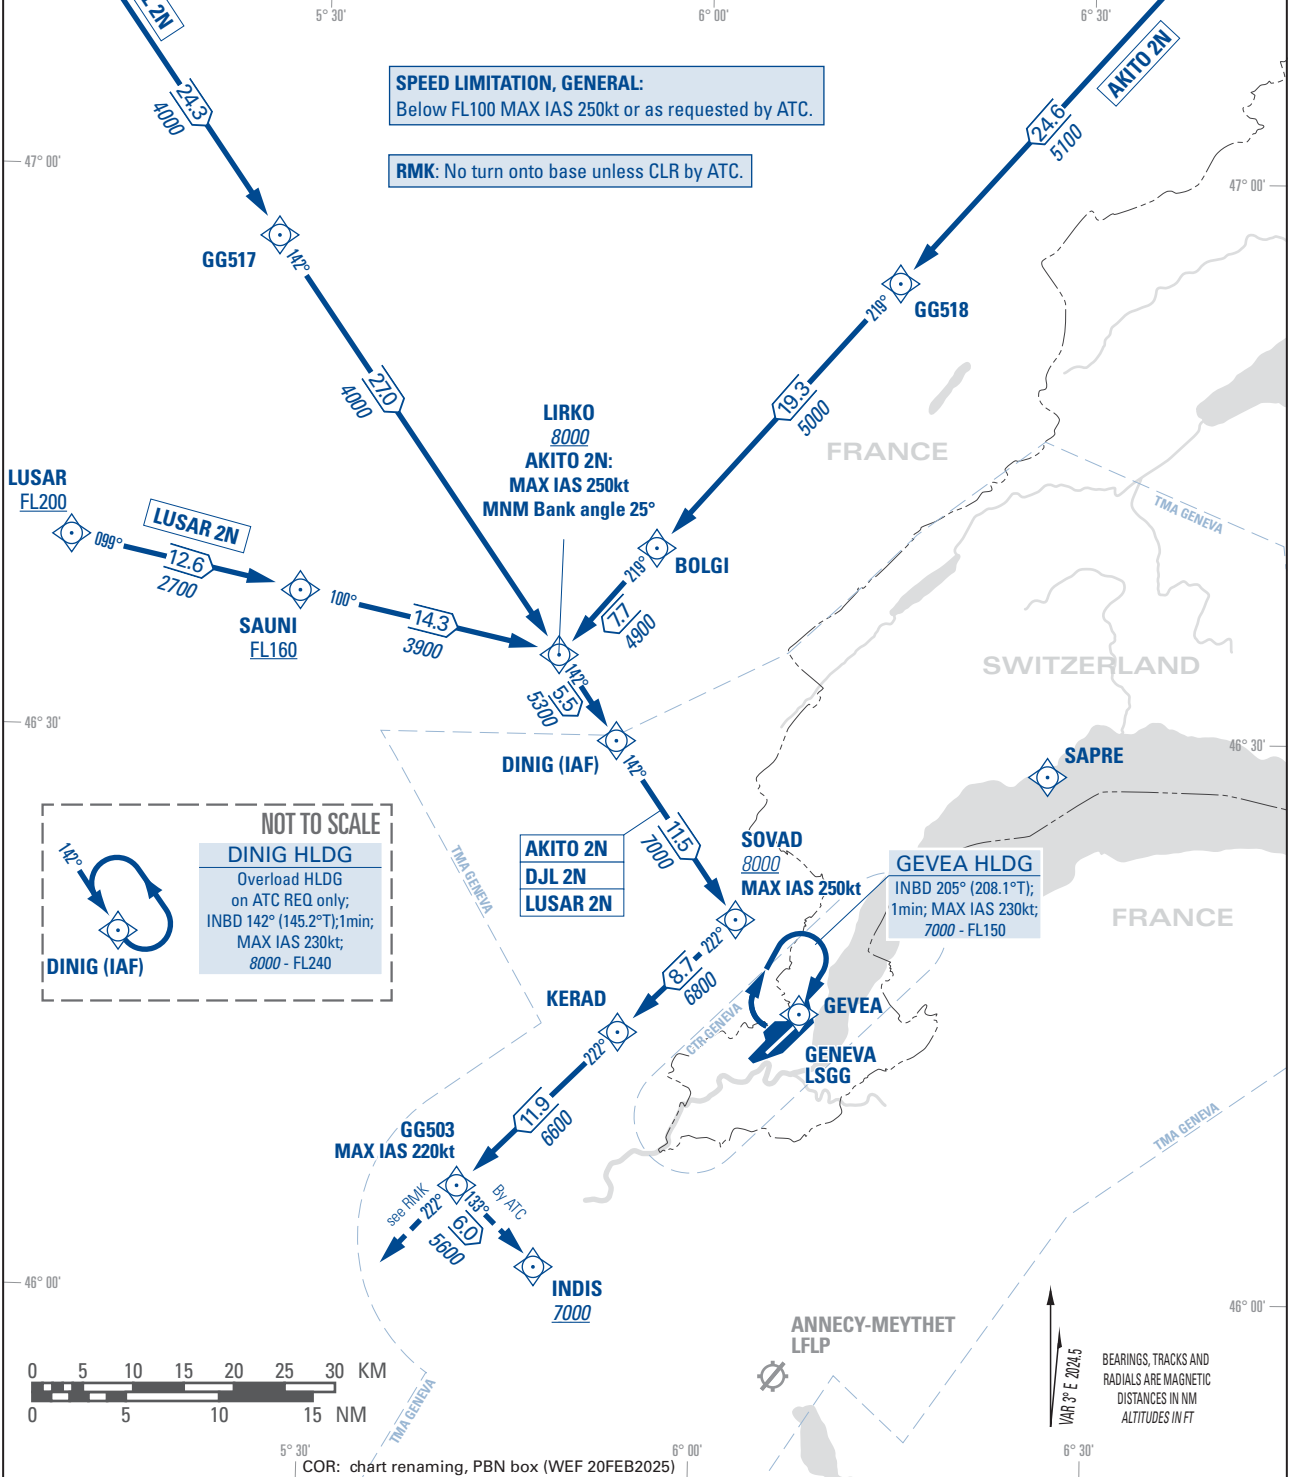 5° 30'
6° 00'
6° 30'
L 2N
AKITO 2N
SPEED LIMITATION, GENERAL:
Below FL100 MAX IAS 250kt or as requested by ATC.
24.3
4000
24.6
5100
47° 00'
RMK: No turn onto base unless CLR by ATC.
47° 00'
GG517
142°
GG518
219°
27.0
4000
19.3
5000
LIRKO
8000
AKITO 2N:
MAX IAS 250kt
MNM Bank angle 25°
FRANCE
LUSAR
FL200
LUSAR 2N
099°
12.6
2700
TMA GENEVA
BOLGI
219°
7.7
4900
SAUNI
FL160
100°
14.3
3900
SWITZERLAND
142°
5.5
5300
46° 30'
46° 30'
DINIG (IAF)
142°
SAPRE
NOT TO SCALE
DINIG HLDG
Overload HLDG
on ATC REQ only;
INBD 142° (145.2°T);1min;
MAX IAS 230kt;
8000 - FL240
142°
DINIG (IAF)
TMA GENEVA
AKITO 2N
DJL 2N
LUSAR 2N
11.5
7000
SOVAD
8000
MAX IAS 250kt
GEVEA HLDG
INBD 205° (208.1°T);
1min; MAX IAS 230kt;
7000 - FL150
FRANCE
222°
8.7
6800
KERAD
222°
GEVEA
CTR GENEVA
GENEVA
LSGG
11.9
6600
GG503
MAX IAS 220kt
TMA GENEVA
see RMK
222°
133°
By ATC
6.0
5600
46° 00'
INDIS
7000
46° 00'
ANNECY-MEYTHET
LFLP
0 5 10 15 20 25 30 KM
0 5 10 15 NM
TMA GENEVA
VAR 3° E 2024.5
BEARINGS, TRACKS AND
RADIALS ARE MAGNETIC
DISTANCES IN NM
ALTITUDES IN FT
5° 30'
6° 00'
6° 30'
COR: chart renaming, PBN box (WEF 20FEB2025)